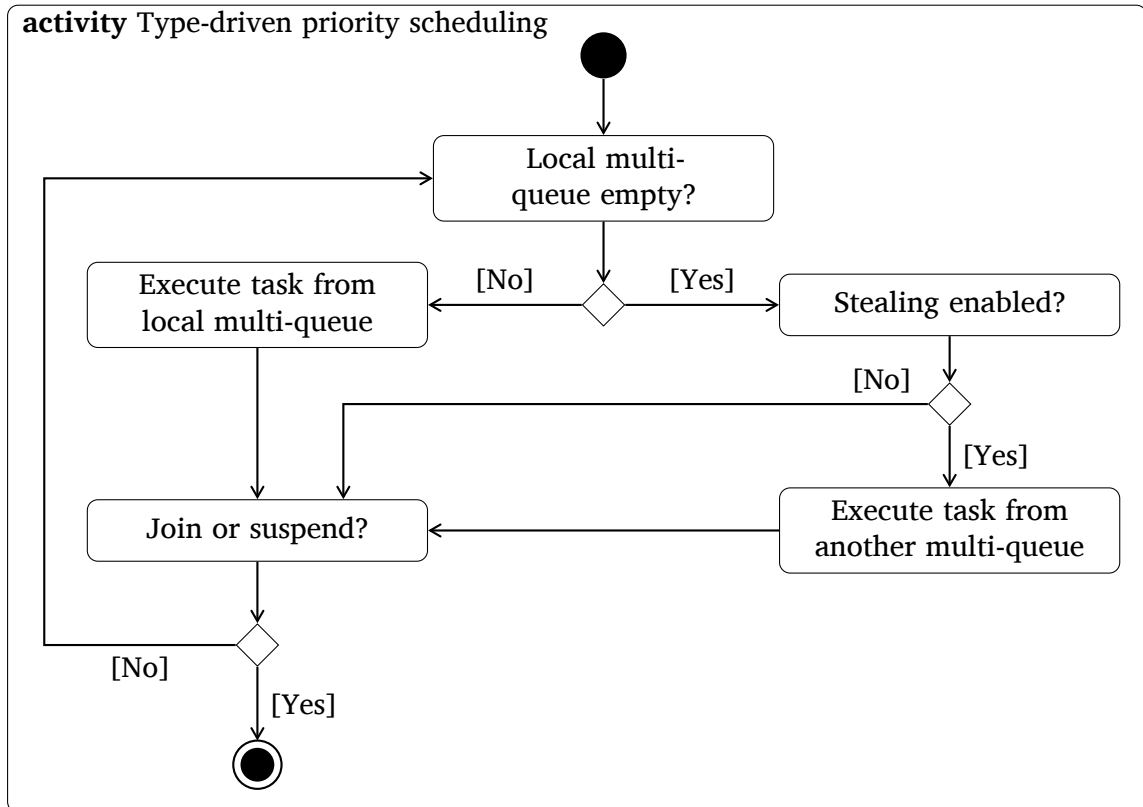 activity Type-driven priority scheduling
Local multi-
queue empty?
[No]
[Yes]
Execute task from
local multi-queue
Stealing enabled?
[No]
[Yes]
Join or suspend?
Execute task from
another multi-queue
[No]
[Yes]